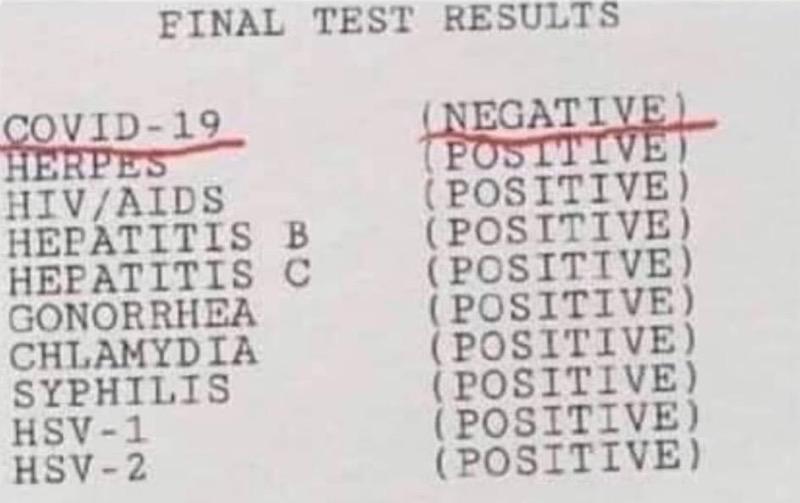 FINAL TEST RESULTS
COVID-19 (NEGATIVE)
HERPES (POSITIVE)
HIV/AIDS (POSITIVE)
HEPATITIS B (POSITIVE)
HEPATITIS C (POSITIVE)
GONORRHEA (POSITIVE)
CHLAMYDIA (POSITIVE)
SYPHILIS (POSITIVE)
HSV-1 (POSITIVE)
HSV-2 (POSITIVE)